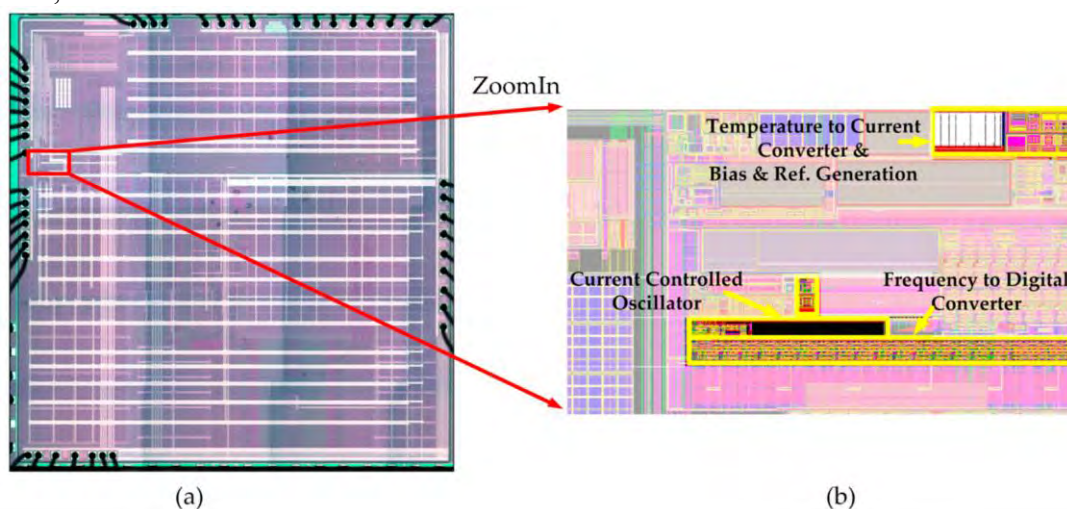 ZoomIn
Temperature to Current
Converter &
Bias & Ref. Generation
Current Controlled
Oscillator
Frequency to Digital
Converter
(a)
(b)